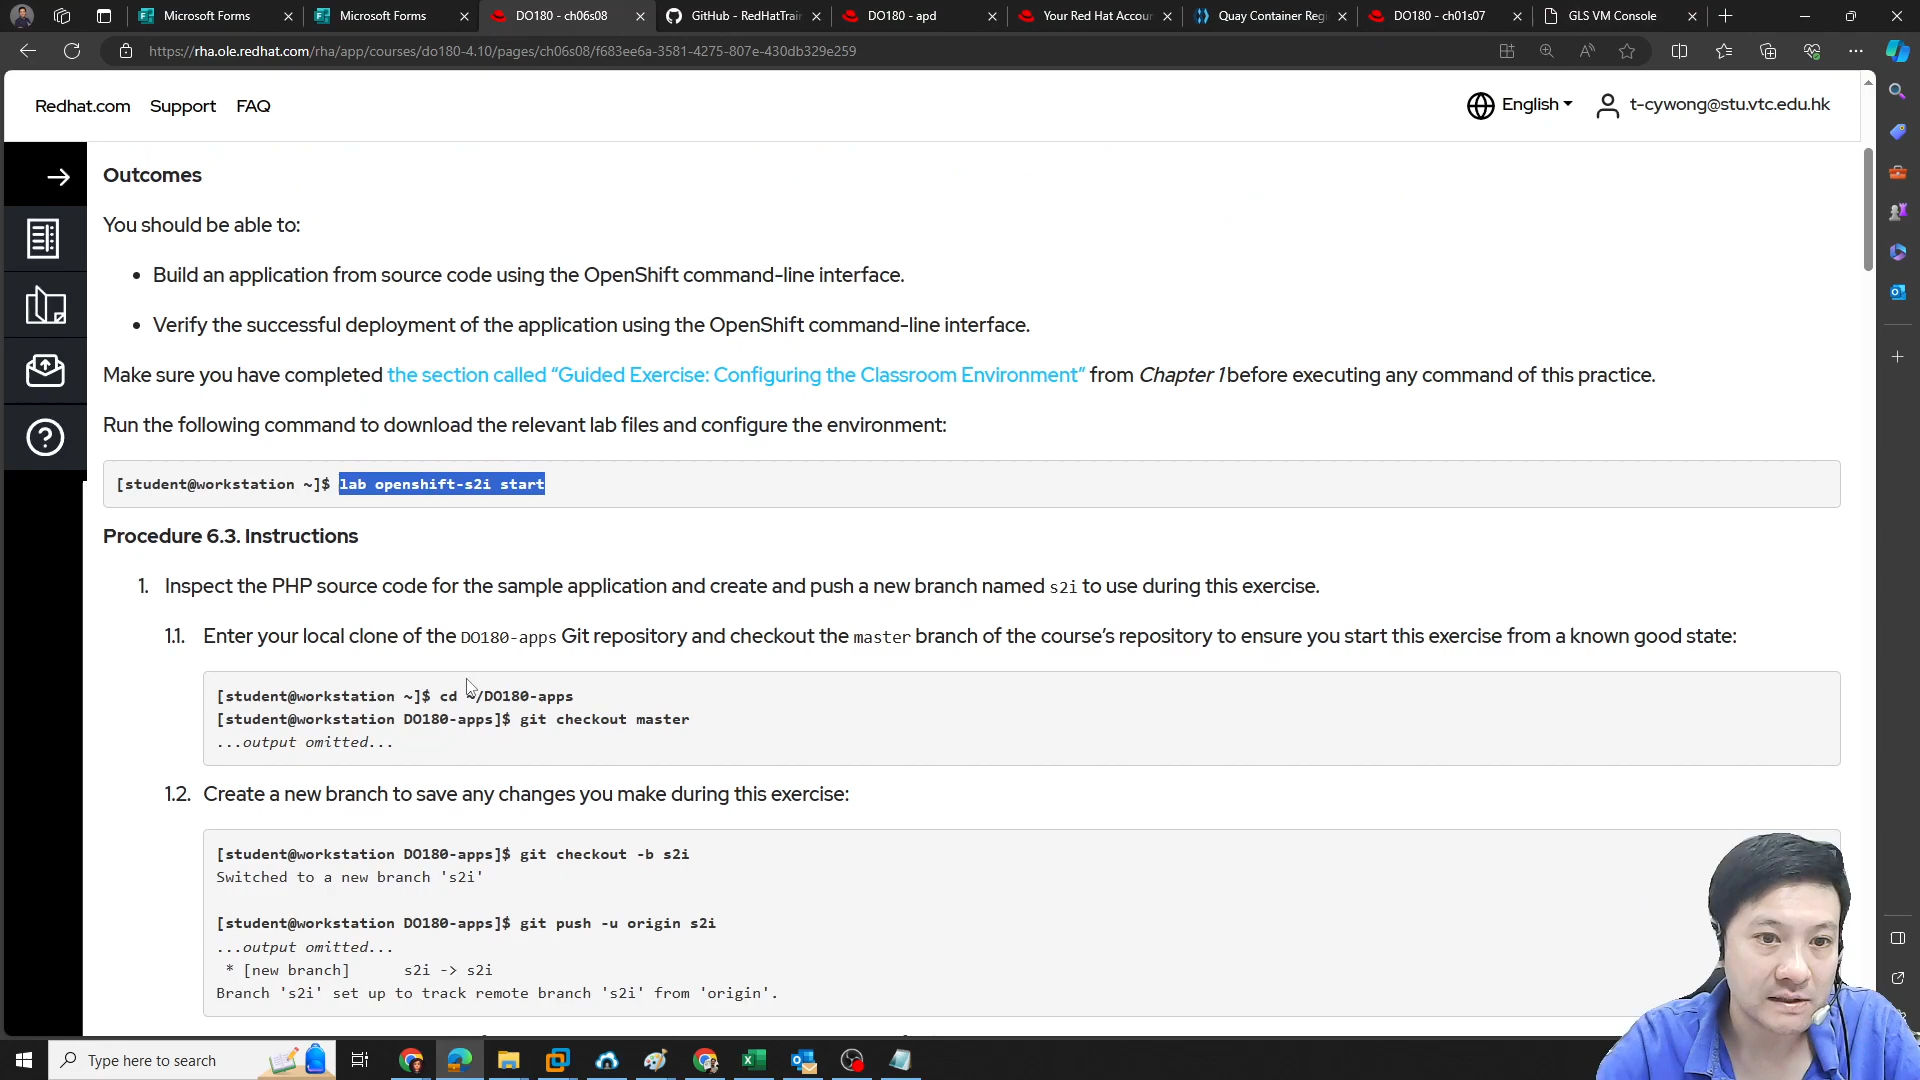 Microsoft Forms
Microsoft Forms
DO180 - ch06s08
GitHub - RedHatTrai
DO180 - apd
Your Red Hat Accoun
Quay Container Regi
DO180 - ch01s07
GLS VM Console
https://rha.ole.redhat.com/rha/app/courses/do180-4.10/pages/ch06s08/f683ee6a-3581-4275-807e-430db329e259
Redhat.com Support FAQ
English t-cywong@stu.vtc.edu.hk
Outcomes
You should be able to:
• Build an application from source code using the OpenShift command-line interface.
• Verify the successful deployment of the application using the OpenShift command-line interface.
Make sure you have completed the section called “Guided Exercise: Configuring the Classroom Environment” from Chapter 1 before executing any command of this practice.
Run the following command to download the relevant lab files and configure the environment:
[student@workstation ~]$ lab openshift-s2i start
Procedure 6.3. Instructions
1. Inspect the PHP source code for the sample application and create and push a new branch named s2i to use during this exercise.
1.1. Enter your local clone of the DO180-apps Git repository and checkout the master branch of the course’s repository to ensure you start this exercise from a known good state:
[student@workstation ~]$ cd ~/DO180-apps
[student@workstation DO180-apps]$ git checkout master
...output omitted...
1.2. Create a new branch to save any changes you make during this exercise:
[student@workstation DO180-apps]$ git checkout -b s2i
Switched to a new branch 's2i'
[student@workstation DO180-apps]$ git push -u origin s2i
...output omitted...
* [new branch] s2i -> s2i
Branch 's2i' set up to track remote branch 's2i' from 'origin'.
Type here to search